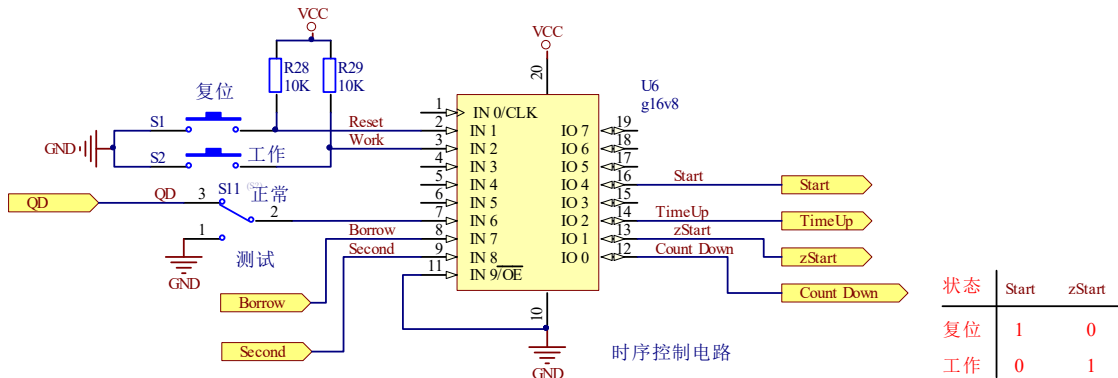 VCC
VCC
R28
10K
R29
10K
20
U6
g16v8
复位
S1
GND
S2
工作
Reset
Work
1
2
3
4
5
6
7
8
9
11
IN 0/CLK
IN 1
IN 2
IN 3
IN 4
IN 5
IN 6
IN 7
IN 8
IN 9/OE
IO 7
IO 6
IO 5
IO 4
IO 3
IO 2
IO 1
IO 0
19
18
17
16
15
14
13
12
Start
TimeUp
zStart
Count Down
Start
TimeUp
zStart
Count Down
QD
QD
3
S11
正常
2
1
测试
GND
Borrow
Second
Borrow
Second
10
GND
时序控制电路
状态 Start zStart
复位 1 0
工作 0 1